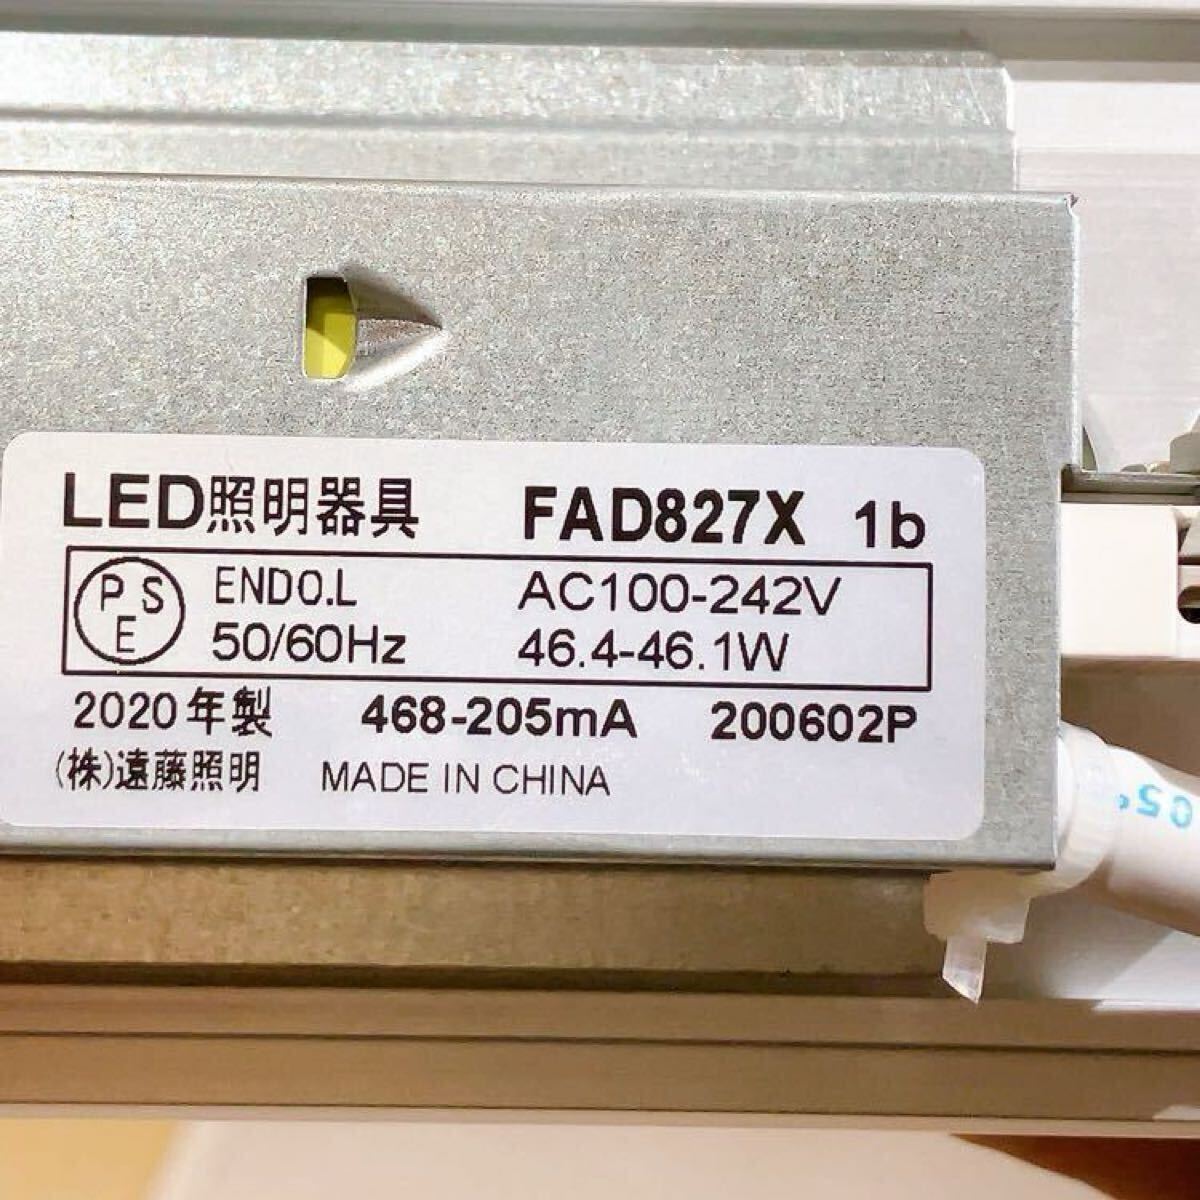 LED照明器具 FAD827X 1b
PSE ENDO.L AC100-242V
50/60Hz 46.4-46.1W
2020年製 468-205mA 200602P
(株)遠藤照明 MADE IN CHINA